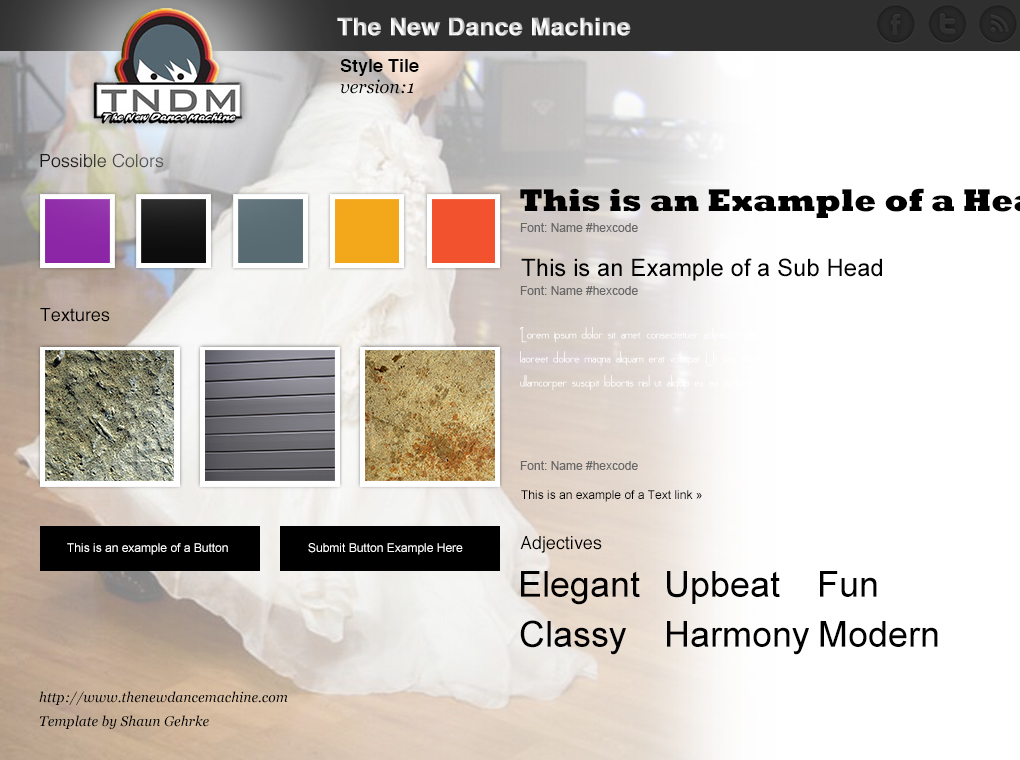 The New Dance Machine
TNDM
The New Dance Machine
Style Tile
version:1
Possible Colors
Textures
This is an example of a Button
Submit Button Example Here
http://www.thenewdancemachine.com
Template by Shaun Gehrke
This is an Example of a Hea
Font: Name #hexcode
This is an Example of a Sub Head
Font: Name #hexcode
Lorem ipsum dolor sit amet, consectetuer
laoreet dolore magna aliquam erat volutpat. Ut
ullamcorper suscipit lobortis nisl ut aliquip ex
Font: Name #hexcode
This is an example of a Text link »
Adjectives
Elegant Upbeat Fun
Classy Harmony Modern